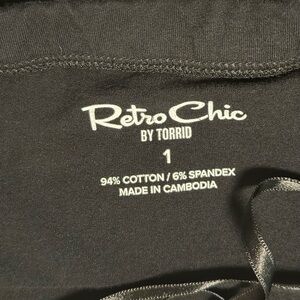 Retro Chic
BY TORRID
1
94% COTTON / 6% SPANDEX
MADE IN CAMBODIA